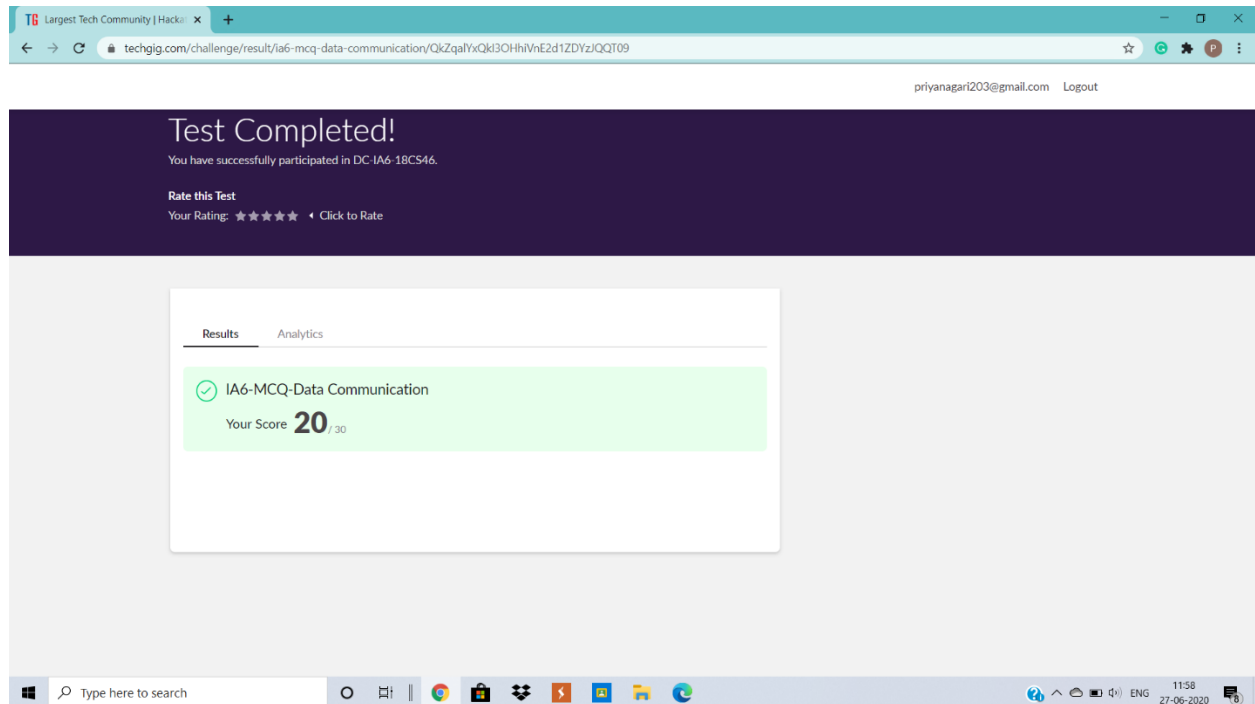 TG Largest Tech Community | Hacka
techgig.com/challenge/result/ia6-mcq-data-communication/QkZqalYxQkl3OHhiVnE2d1ZDYzJQQT09
P
priyanagari203@gmail.com Logout
Test Completed!
You have successfully participated in DC-IA6-18CS46.
Rate this Test
Your Rating: Click to Rate
Results Analytics
IA6-MCQ-Data Communication
Your Score 20 / 30
Type here to search
ENG
11:58
27-06-2020
8